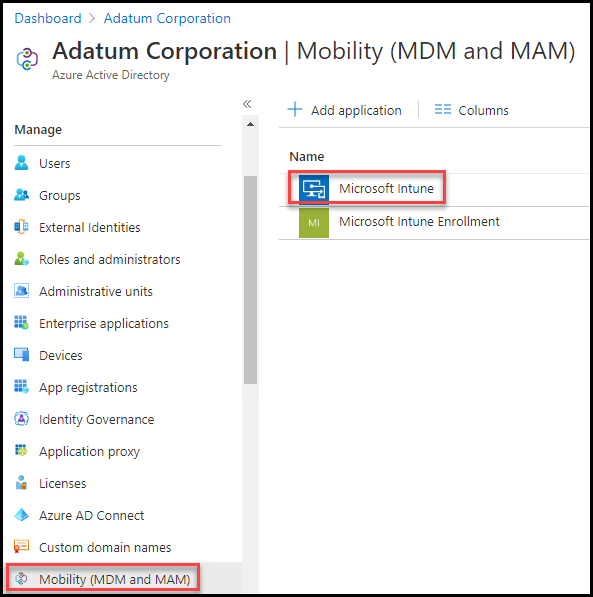 Dashboard > Adatum Corporation
Adatum Corporation | Mobility (MDM and MAM)
Azure Active Directory
«
Manage
Users
Groups
External Identities
Roles and administrators
Administrative units
Enterprise applications
Devices
App registrations
Identity Governance
Application proxy
Licenses
Azure AD Connect
Custom domain names
Mobility (MDM and MAM)
Add application
Columns
Name
Microsoft Intune
MI Microsoft Intune Enrollment